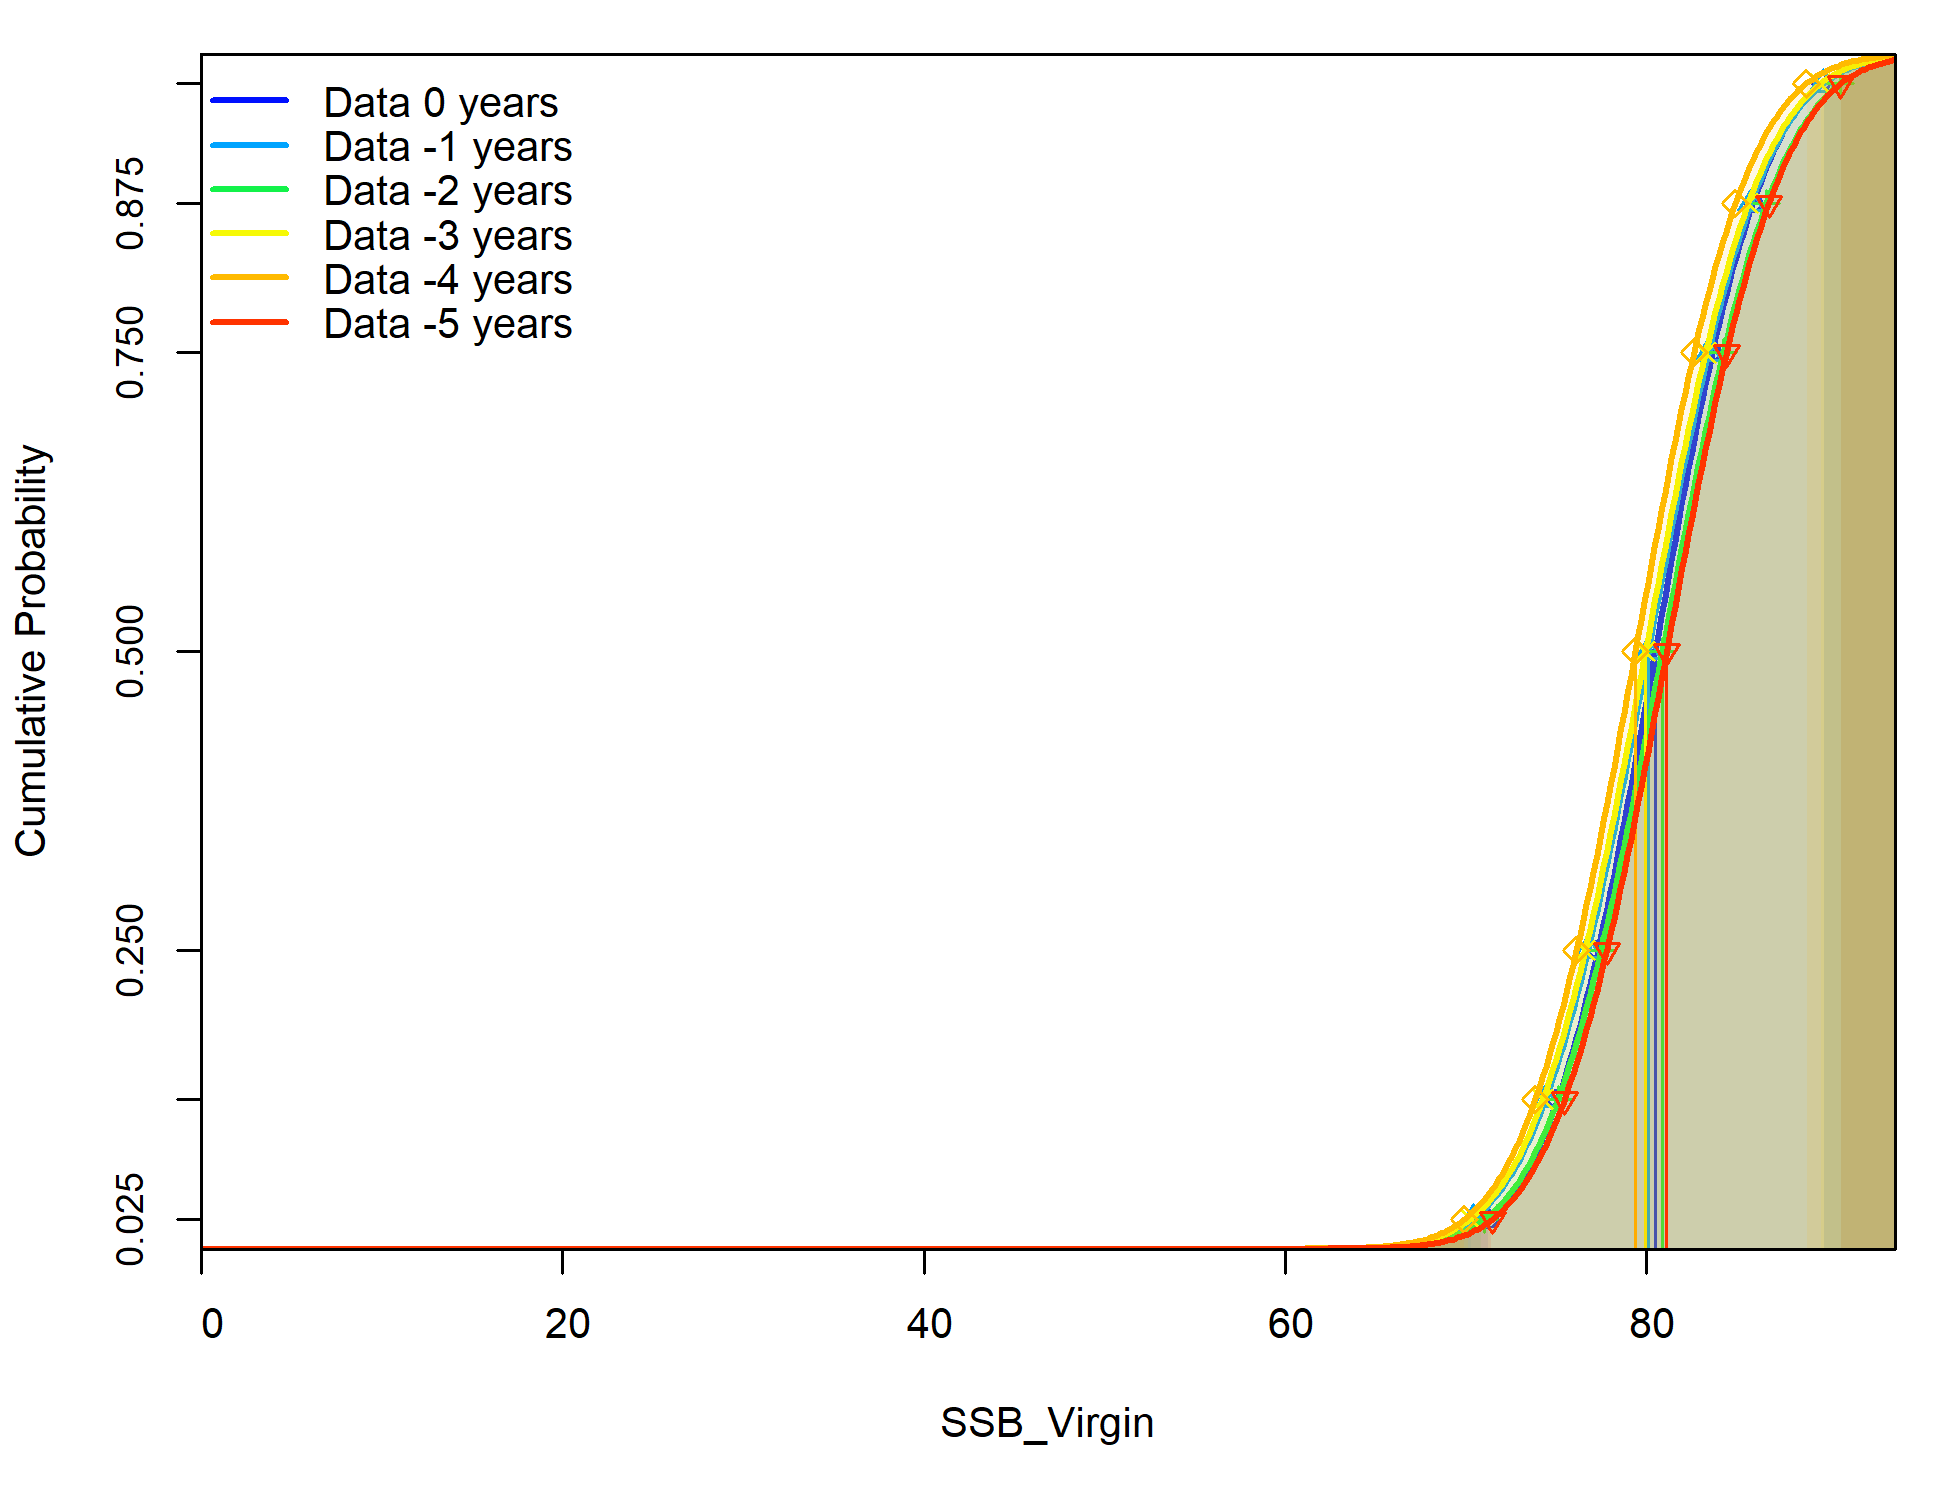 Data 0 years
Data -1 years
Data -2 years
Data -3 years
Data -4 years
Data -5 years
Cumulative Probability
0.875
0.750
0.500
0.250
0.025
0 20 40 60 80
SSB_Virgin